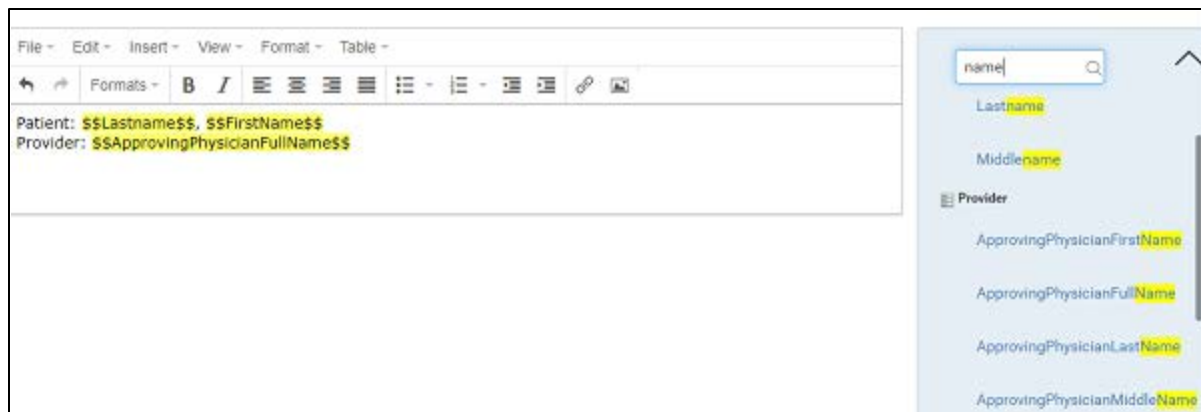 File Edit Insert View Format Table
Formats B I
Patient: $$Lastname$$, $$FirstName$$
Provider: $$ApprovingPhysicianFullName$$
name
Lastname
Middlename
Provider
ApprovingPhysicianFirstName
ApprovingPhysicianFullName
ApprovingPhysicianLastName
ApprovingPhysicianMiddleName